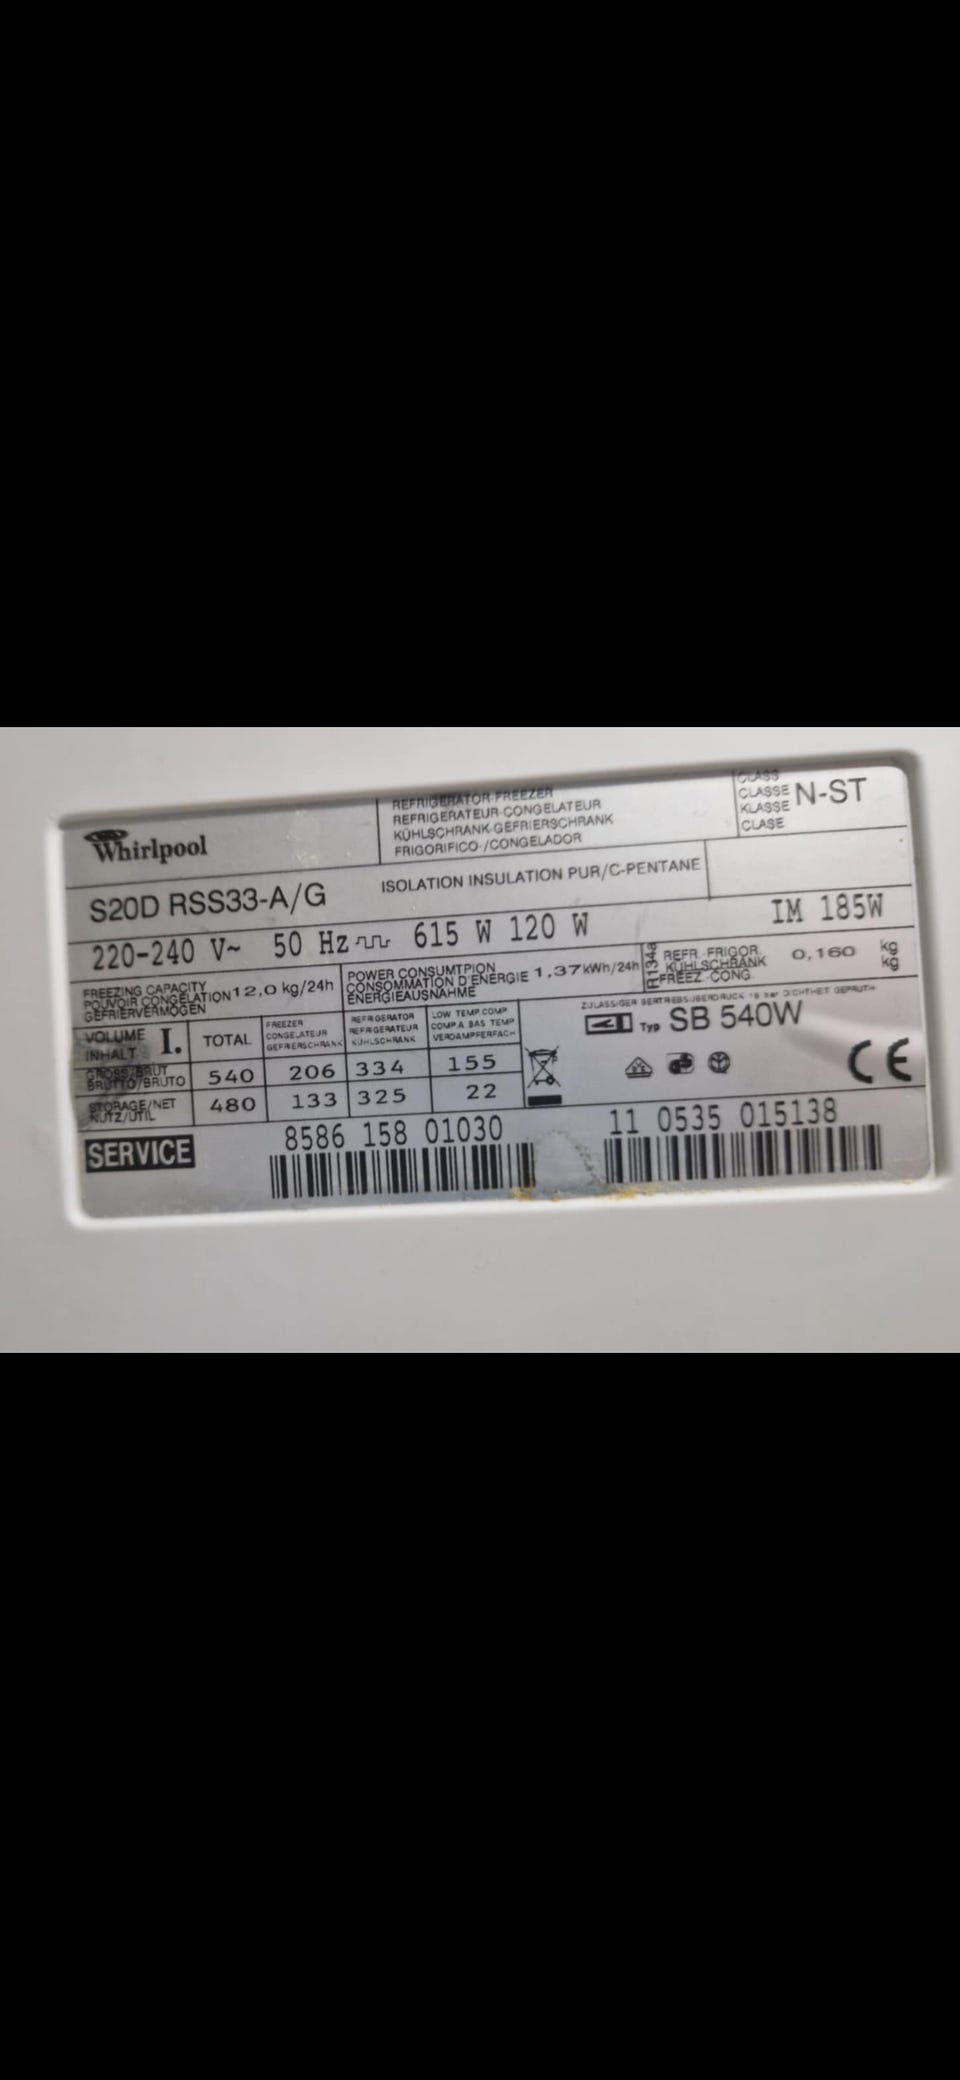 Whirlpool
REFRIGERATOR-FREEZER
REFRIGERATEUR-CONGELATEUR
KÜHLSCHRANK-GEFRIERSCHRANK
FRIGORIFICO-/CONGELADOR
CLASS
CLASSE
KLASSE
CLASE
N-ST
S20D RSS33-A/G
ISOLATION INSULATION PUR/C-PENTANE
220-240 V~ 50 Hz 615 W 120 W IM 185W
FREEZING CAPACITY
POUVOIR CONGELATION
GEFRIERVERMÖGEN
12,0 kg/24h
POWER CONSUMTPION
CONSOMMATION D'ENERGIE
ENERGIEAUSNAHME
1,37 kWh/24h
R134a
REFR.-FRIGOR.
KÜHLSCHRANK
FREEZ.-CONG.
0,160 kg
kg
VOLUME
INHALT
I.
TOTAL
FREEZER
CONGELATEUR
GEFRIERSCHRANK
REFRIGERATOR
REFRIGERATEUR
KÜHLSCHRANK
LOW TEMP.COMP
COMP.A BAS TEMP
VERDAMPFERFACH
GROSS/BRUT
BRUTTO/BRUTO
540 206 334 155
STORAGE/NET
NUTZ/UTIL
480 133 325 22
Typ SB 540W
CE
SERVICE
8586 158 01030
11 0535 015138